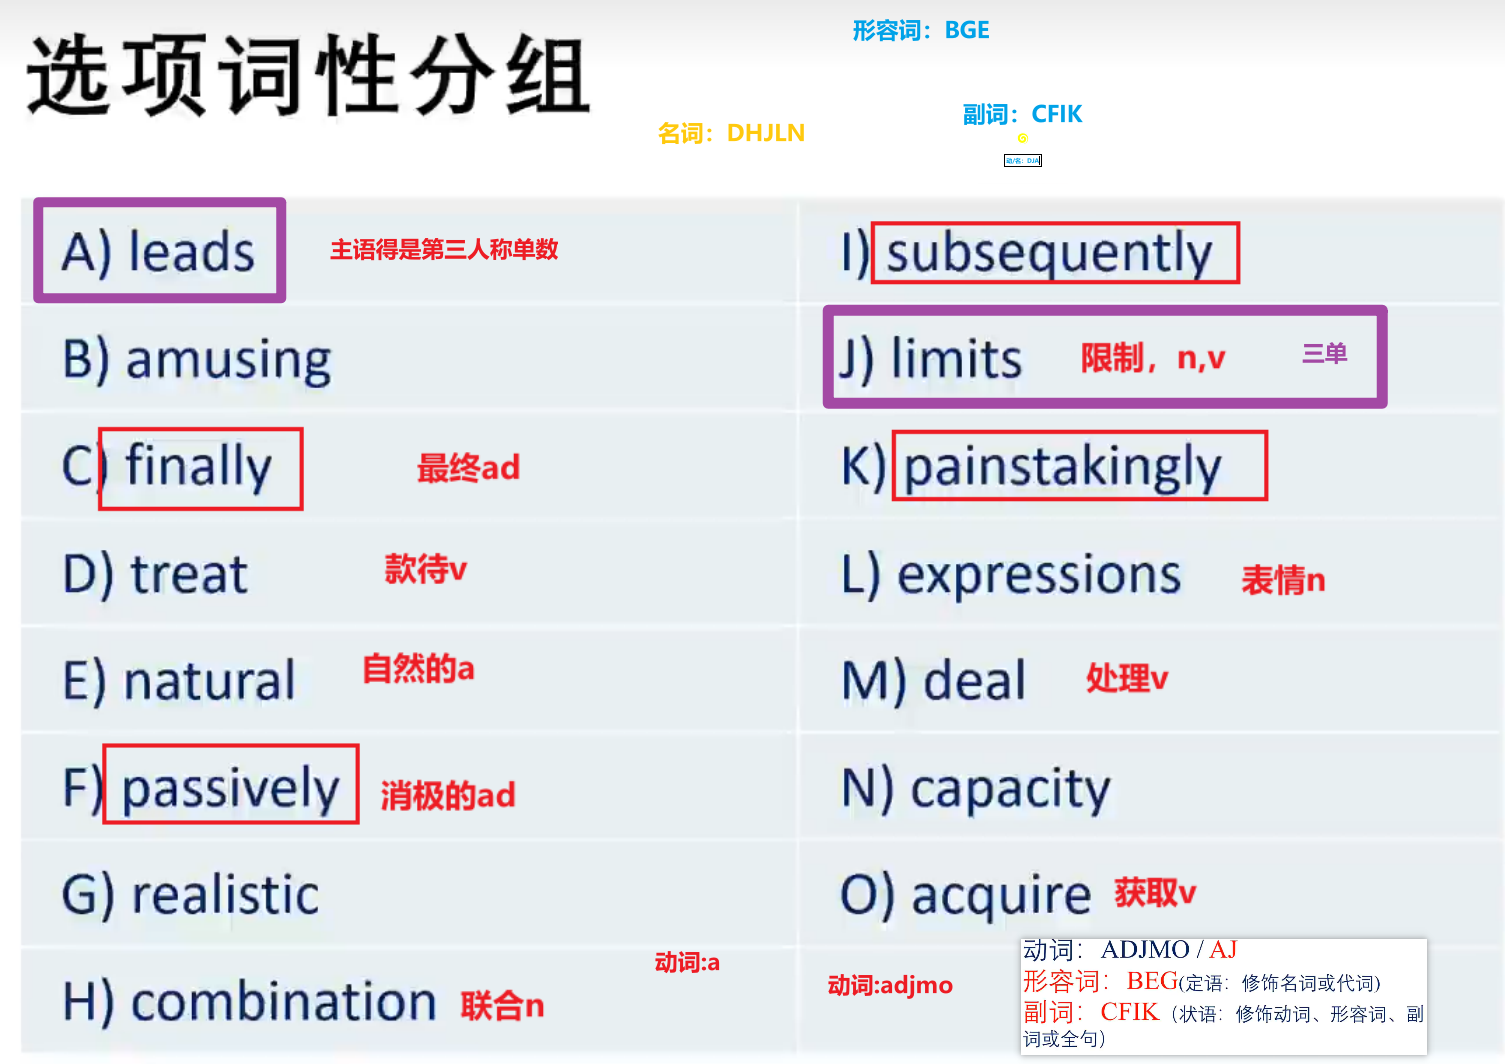 选项词性分组
形容词：BGE
副词：CFIK
名词：DHJLN
动/名：DJA
A) leads
主语得是第三人称单数
I) subsequently
B) amusing
J) limits
限制，n,v
三单
C) finally
最终ad
K) painstakingly
D) treat
款待v
L) expressions
表情n
E) natural
自然的a
M) deal
处理v
F) passively
消极的ad
N) capacity
G) realistic
O) acquire
获取v
H) combination
联合n
动词:a
动词:adjmo
动词：ADJMO / AJ
形容词：BEG(定语：修饰名词或代词)
副词：CFIK（状语：修饰动词、形容词、副
词或全句）